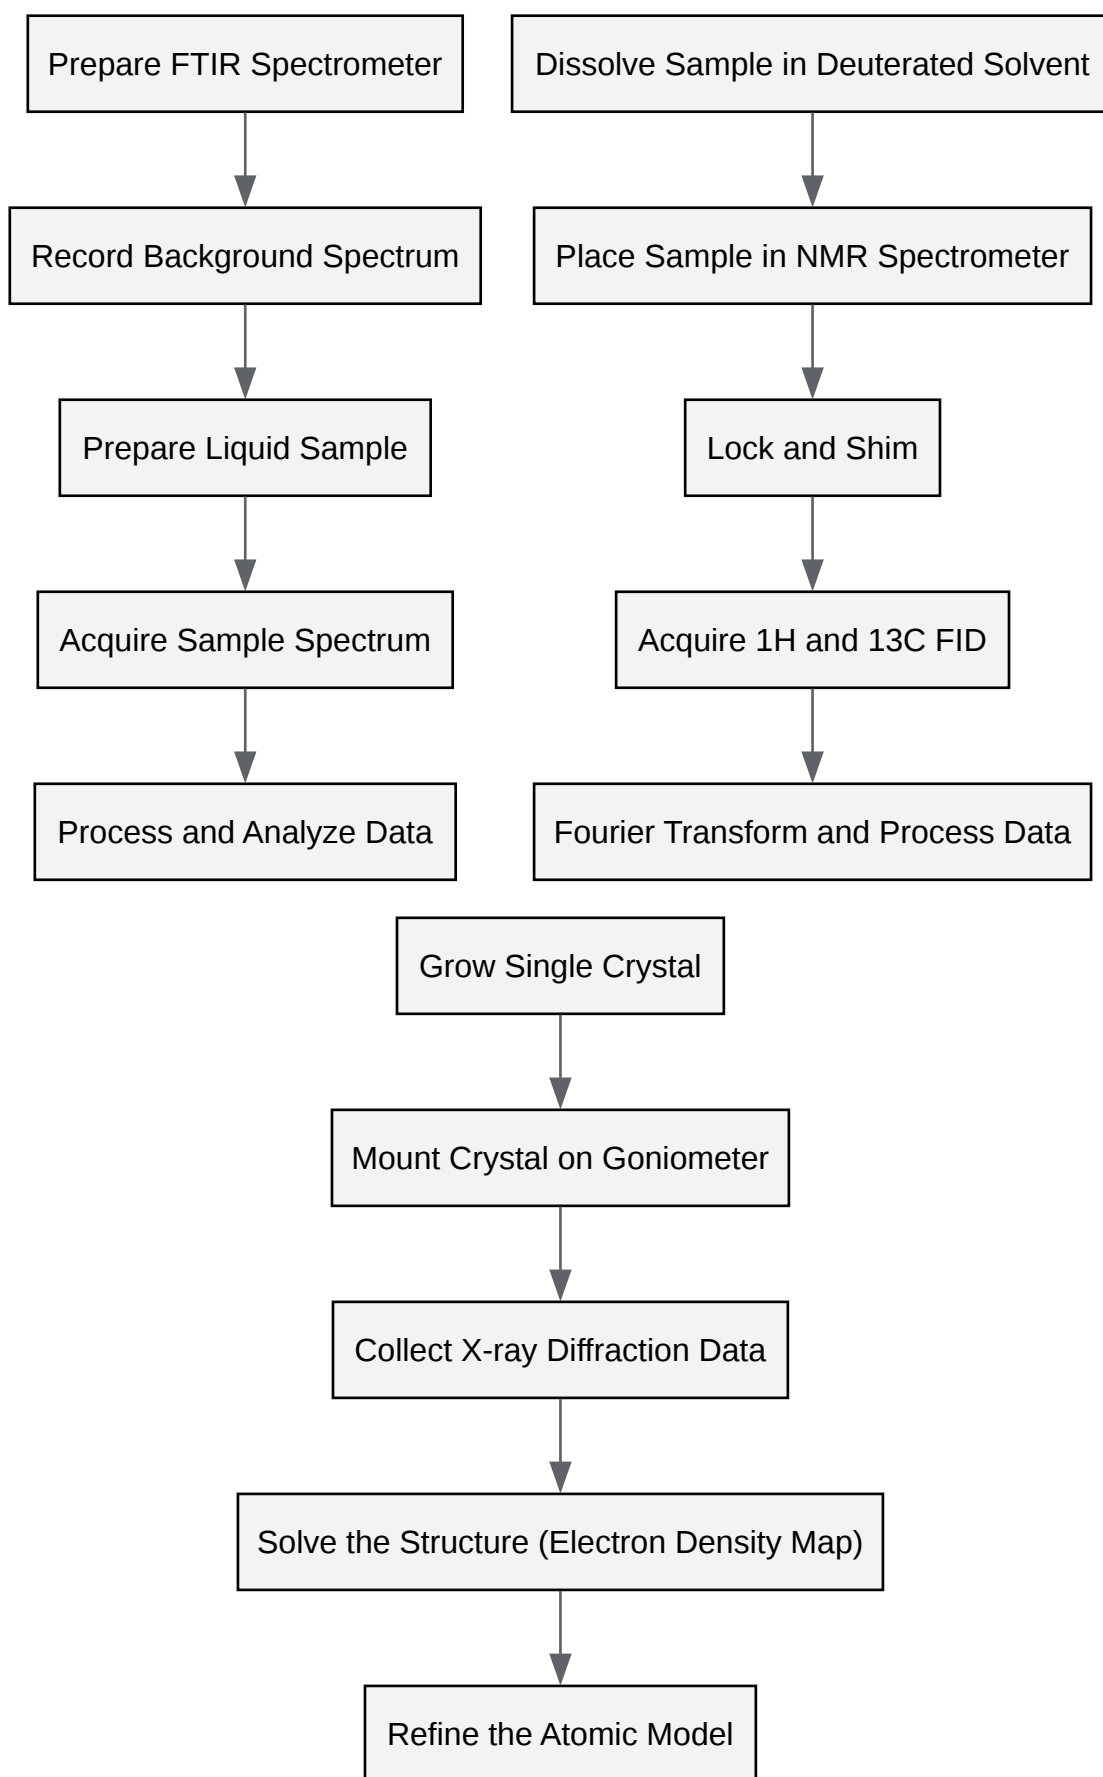 Prepare FTIR Spectrometer
Record Background Spectrum
Prepare Liquid Sample
Acquire Sample Spectrum
Process and Analyze Data
Dissolve Sample in Deuterated Solvent
Place Sample in NMR Spectrometer
Lock and Shim
Acquire 1H and 13C FID
Fourier Transform and Process Data
Grow Single Crystal
Mount Crystal on Goniometer
Collect X-ray Diffraction Data
Solve the Structure (Electron Density Map)
Refine the Atomic Model